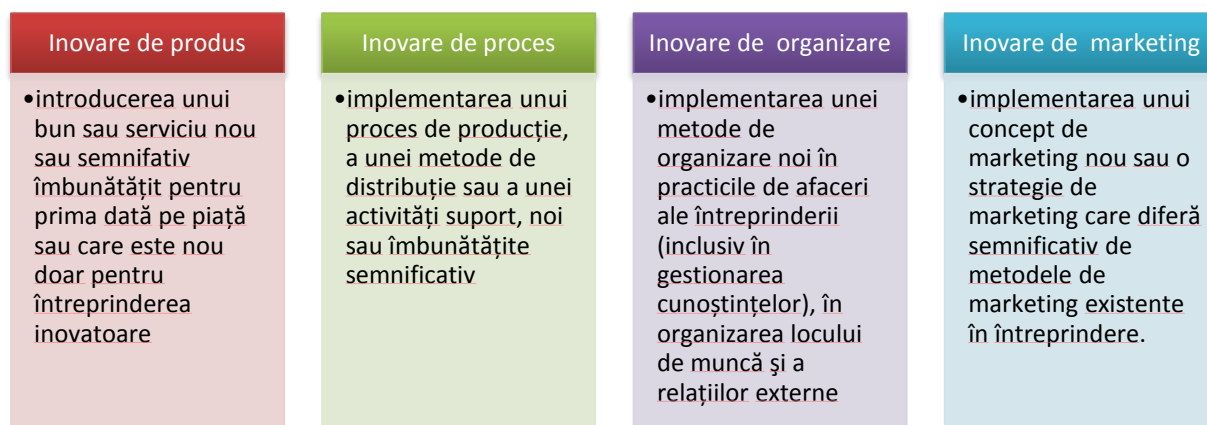 Inovare de produs
•introducerea unui
bun sau serviciu nou
sau semnifativ
îmbunătățit pentru
prima dată pe piață
sau care este nou
doar pentru
întreprinderea
inovatoare
Inovare de proces
•implementarea unui
proces de producție,
a unei metode de
distribuție sau a unei
activități suport, noi
sau îmbunătățite
semnificativ
Inovare de organizare
•implementarea unei
metode de
organizare noi în
practicile de afaceri
ale întreprinderii
(inclusiv în
gestionarea
cunoștințelor), în
organizarea locului
de muncă şi a
relațiilor externe
Inovare de marketing
•implementarea unui
concept de
marketing nou sau o
strategie de
marketing care diferă
semnificativ de
metodele de
marketing existente
în întreprindere.